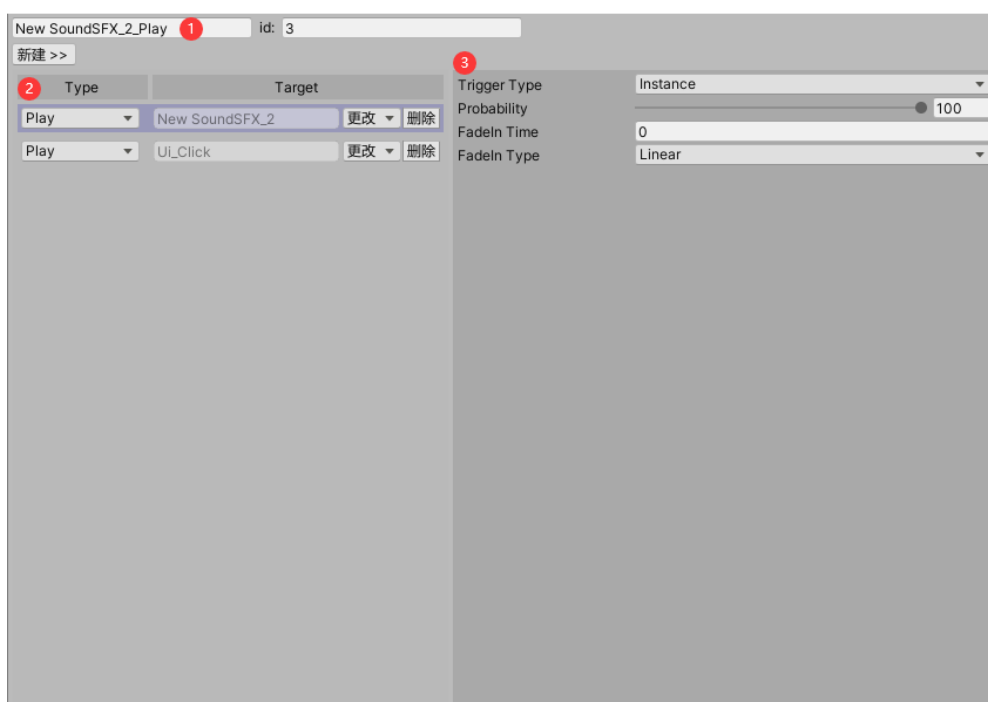 New SoundSFX_2_Play 1 id: 3
新建 >>
2 Type Target
Play New SoundSFX_2 更改 删除
Play Ui_Click 更改 删除
3
Trigger Type Instance
Probability 100
FadeIn Time 0
FadeIn Type Linear